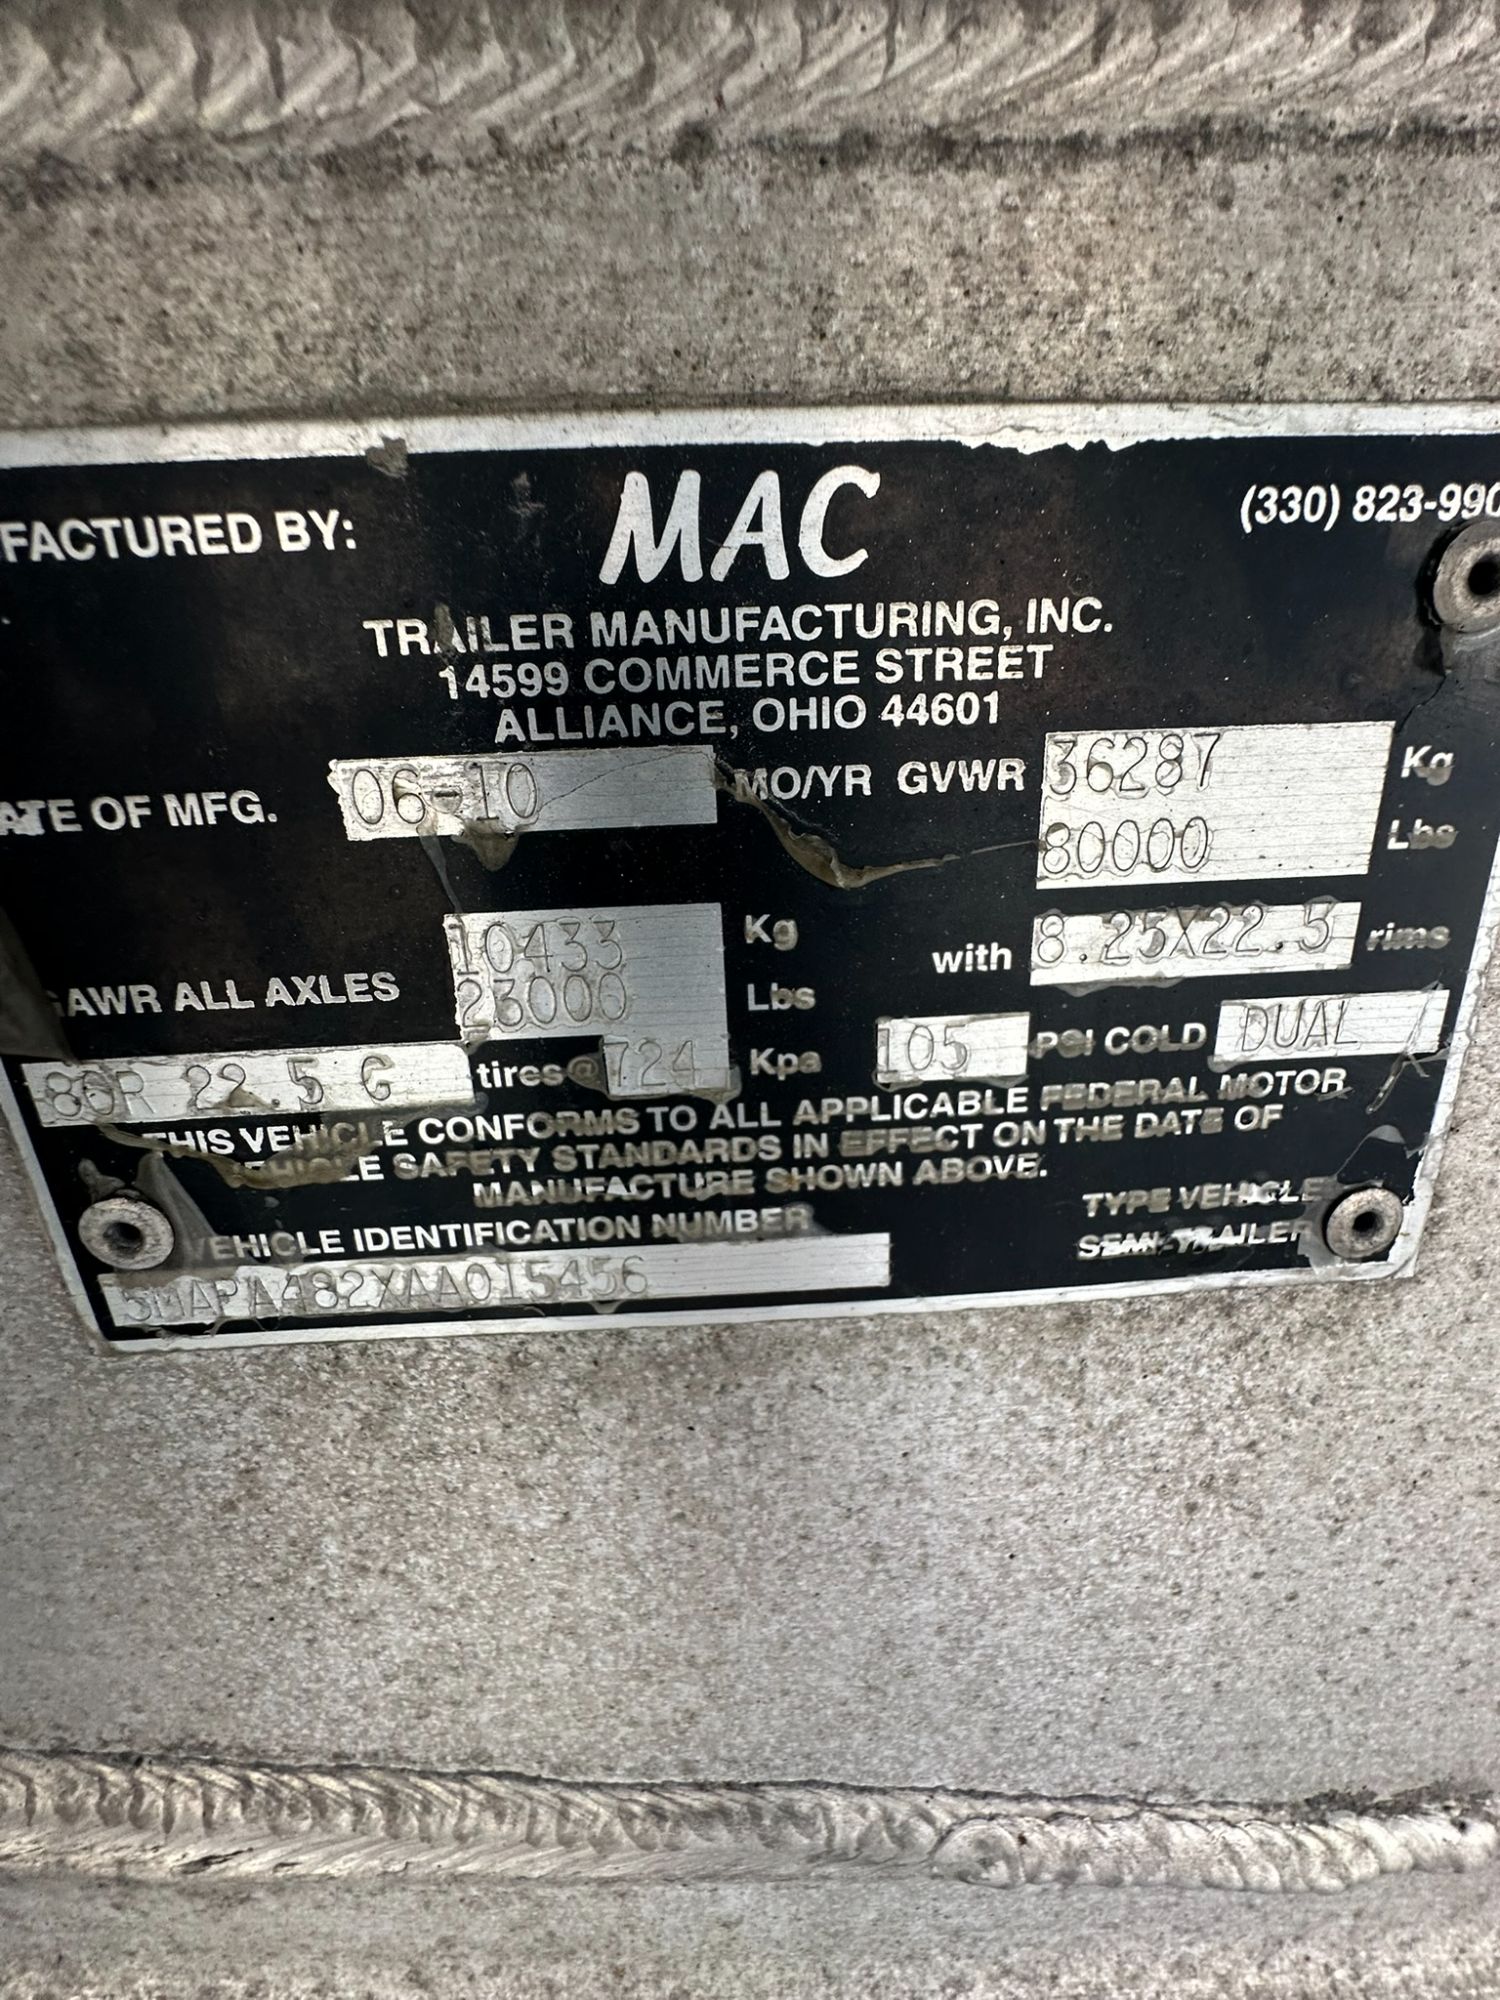 FACTURED BY:
MAC
(330) 823-990
TRAILER MANUFACTURING, INC.
14599 COMMERCE STREET
ALLIANCE, OHIO 44601
ATE OF MFG. 06-10 MO/YR GVWR 36287 Kg
80000 Lbs
GAWR ALL AXLES 10433 Kg
23000 Lbs
with 8.25X22.5 rims
80R 22.5 G tires@ 724 Kpa 105 PSI COLD DUAL
THIS VEHICLE CONFORMS TO ALL APPLICABLE FEDERAL MOTOR
VEHICLE SAFETY STANDARDS IN EFFECT ON THE DATE OF
MANUFACTURE SHOWN ABOVE.
VEHICLE IDENTIFICATION NUMBER
5MAPA482XAA015456
TYPE VEHICLE
SEMI-TRAILER